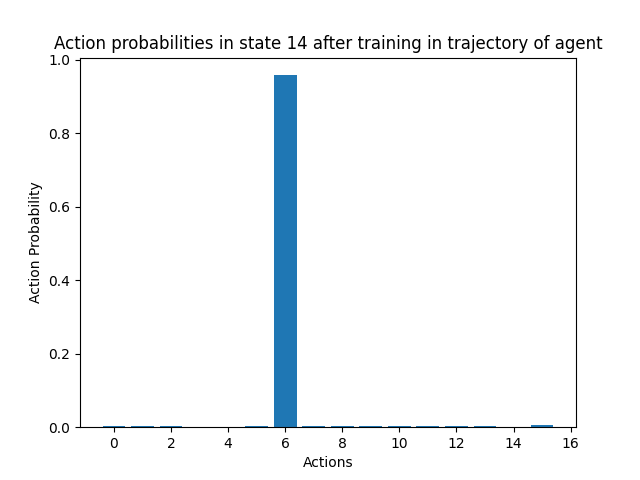 Action probabilities in state 14 after training in trajectory of agent
1.0
0.8
0.6
0.4
0.2
0.0
Action Probability
0 2 4 6 8 10 12 14 16
Actions